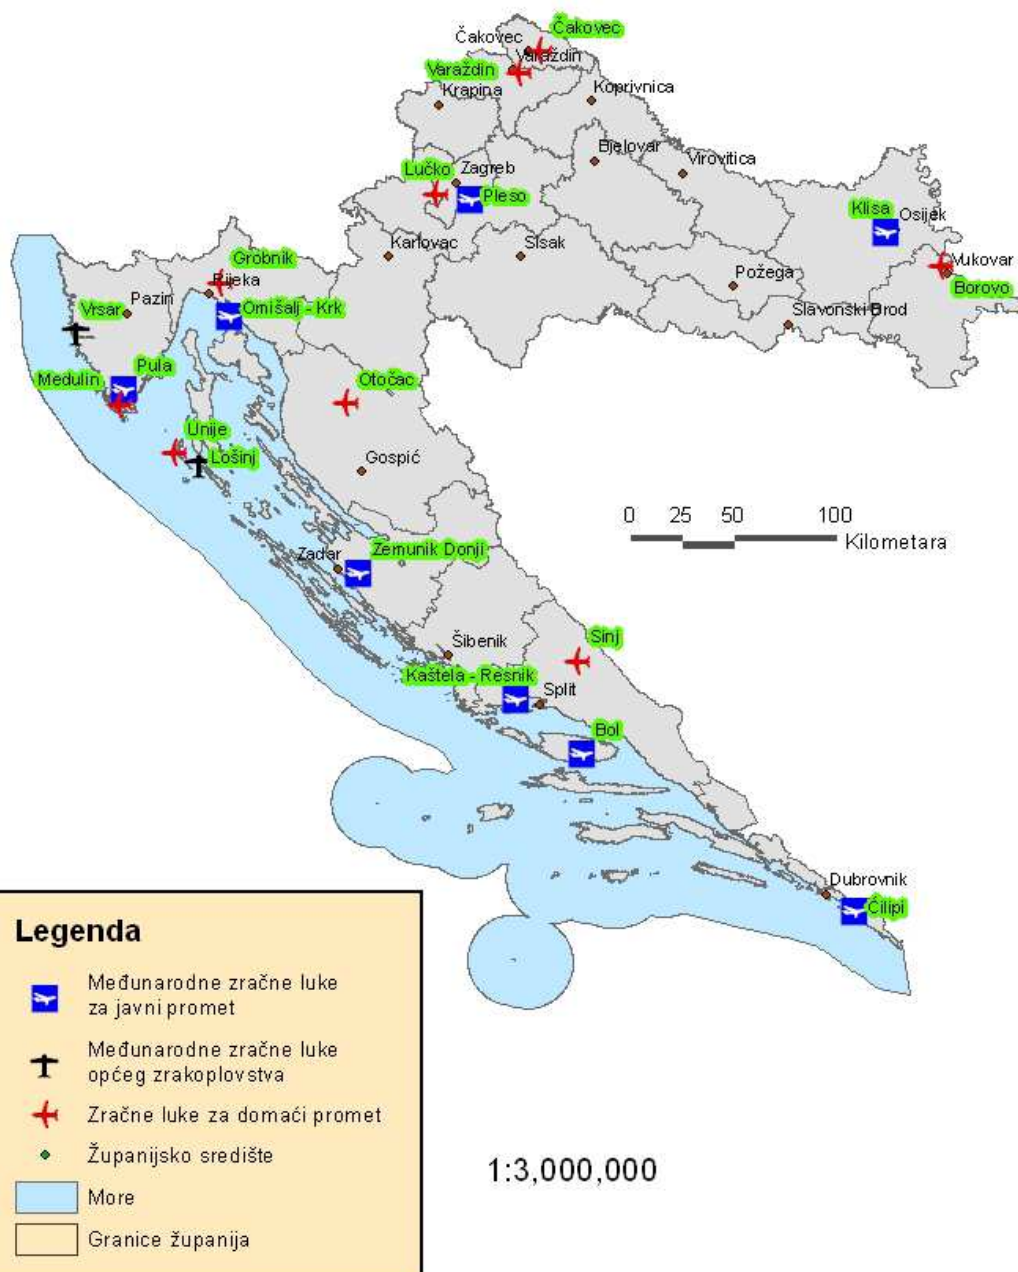 Čakovec
Čakovec
Varaždin
Varaždin
Krapina
Koprivnica
Bjelovar
Virovitica
Lučko
Zagreb
Pleso
Klisa
Osijek
Karlovac
Sisak
Grobnik
Rijeka
Požega
Vukovar
Borovo
Vrsar
Pazin
Omišalj - Krk
Slavonski Brod
Medulin
Pula
Otočac
Unije
Lošinj
Gospić
0 25 50 100
Kilometara
Zadar
Zemunik Donji
Šibenik
Sinj
Kaštela - Resnik
Split
Bol
Dubrovnik
Ćilipi
Legenda
Međunarodne zračne luke
za javni promet
Međunarodne zračne luke
općeg zrakoplovstva
Zračne luke za domaći promet
Županijsko središte
More
Granice županija
1:3,000,000